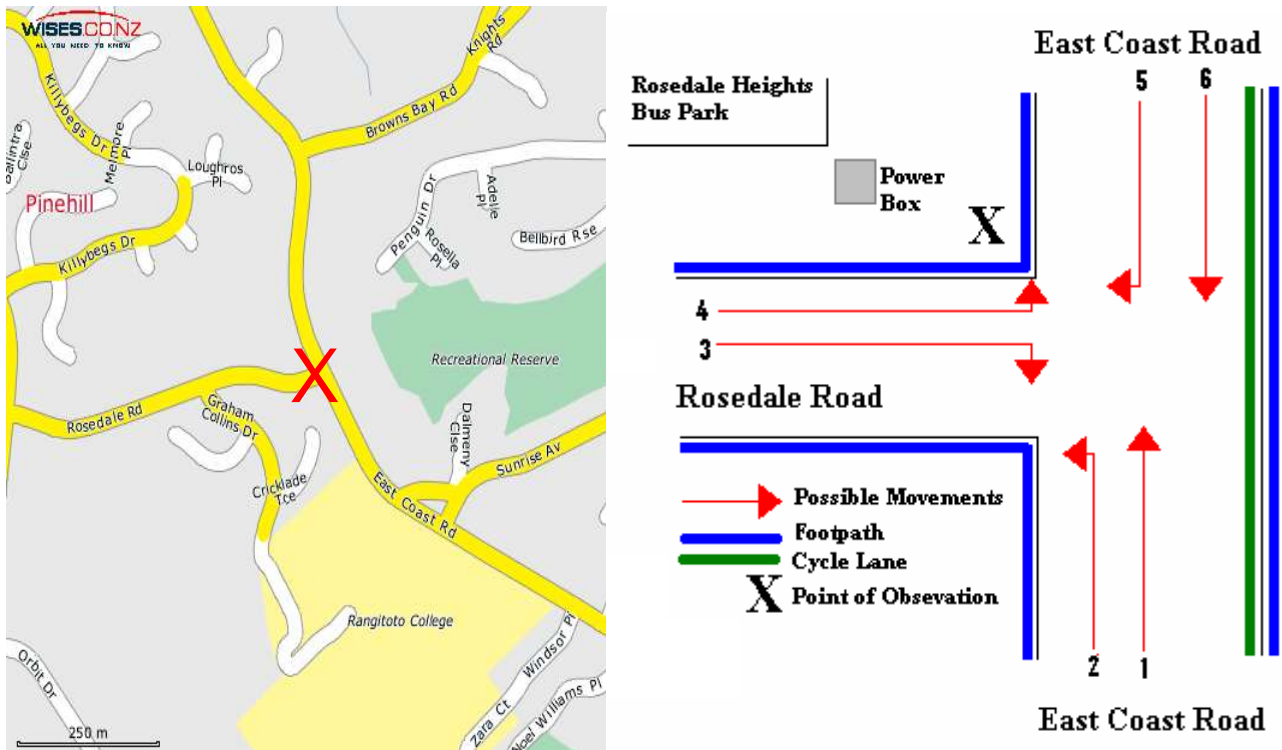 WISES.CO.NZ
ALL YOU NEED TO KNOW
Killybegs Dr
Ballintra
Clse
Melmore
Pl
Loughros
Pl
Pinehill
Killybegs Dr
Knights
Rd
Browns Bay Rd
Penguin Dr
Adelle
Pl
Rosella
Pl
Bellbird Rse
Recreational Reserve
X
Rosedale Rd
Graham
Collins Dr
Cricklade
Tce
Dalmeny
Clse
Sunrise Av
East Coast Rd
Rangitoto College
Orbit Dr
Windsor Pl
Zara Ct
Noel Williams Pl
250 m
East Coast Road
5
6
Rosedale Heights
Bus Park
Power
Box
X
4
3
Rosedale Road
Possible Movements
Footpath
Cycle Lane
X Point of Obsevation
2
1
East Coast Road